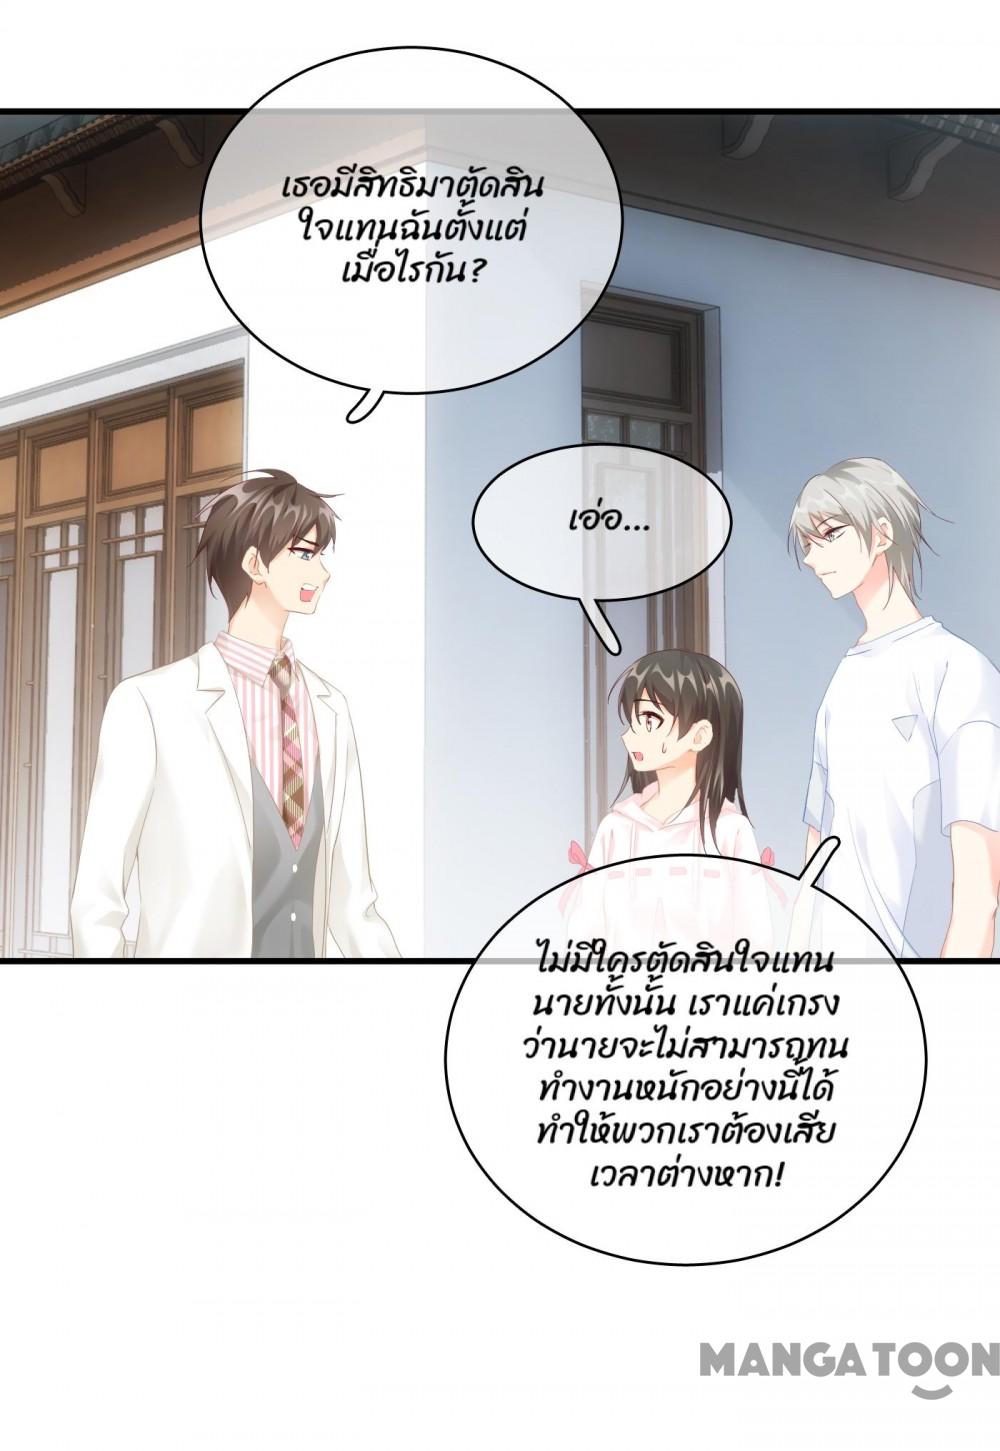 เธอมีสิทธิมาตัดสิน
ใจแทนฉันตั้งแต่
เมื่อไรกัน?
เอ่อ...
ไม่มีใครตัดสินใจแทน
นายทั้งนั้น เราแค่เกรง
ว่านายจะไม่สามารถทน
ทำงานหนักอย่างนี้ได้
ทำให้พวกเราต้องเสีย
เวลาต่างหาก!
MANGATOON